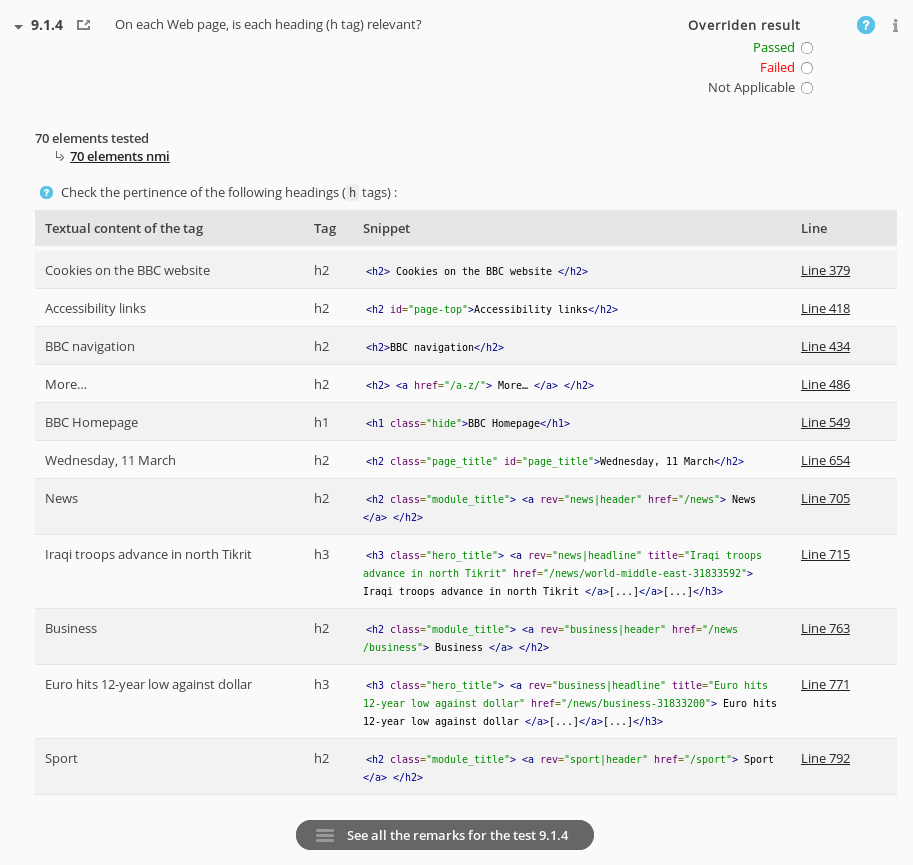 9.1.4 On each Web page, is each heading (h tag) relevant? Overriden result
Passed
Failed
Not Applicable
70 elements tested
70 elements nmi
Check the pertinence of the following headings ( h tags) :
Textual content of the tag Tag Snippet Line
Cookies on the BBC website h2 <h2> Cookies on the BBC website </h2> Line 379
Accessibility links h2 <h2 id="page-top">Accessibility links</h2> Line 418
BBC navigation h2 <h2>BBC navigation</h2> Line 434
More… h2 <h2> <a href="/a-z/"> More… </a> </h2> Line 486
BBC Homepage h1 <h1 class="hide">BBC Homepage</h1> Line 549
Wednesday, 11 March h2 <h2 class="page_title" id="page_title">Wednesday, 11 March</h2> Line 654
News h2 <h2 class="module_title"> <a rev="news|header" href="/news"> News Line 705
</a> </h2>
Iraqi troops advance in north Tikrit h3 <h3 class="hero_title"> <a rev="news|headline" title="Iraqi troops Line 715
advance in north Tikrit" href="/news/world-middle-east-31833592">
Iraqi troops advance in north Tikrit </a>[...]</a>[...]</h3>
Business h2 <h2 class="module_title"> <a rev="business|header" href="/news Line 763
/business"> Business </a> </h2>
Euro hits 12-year low against dollar h3 <h3 class="hero_title"> <a rev="business|headline" title="Euro hits Line 771
12-year low against dollar" href="/news/business-31833200"> Euro hits
12-year low against dollar </a>[...]</a>[...]</h3>
Sport h2 <h2 class="module_title"> <a rev="sport|header" href="/sport"> Sport Line 792
</a> </h2>
See all the remarks for the test 9.1.4